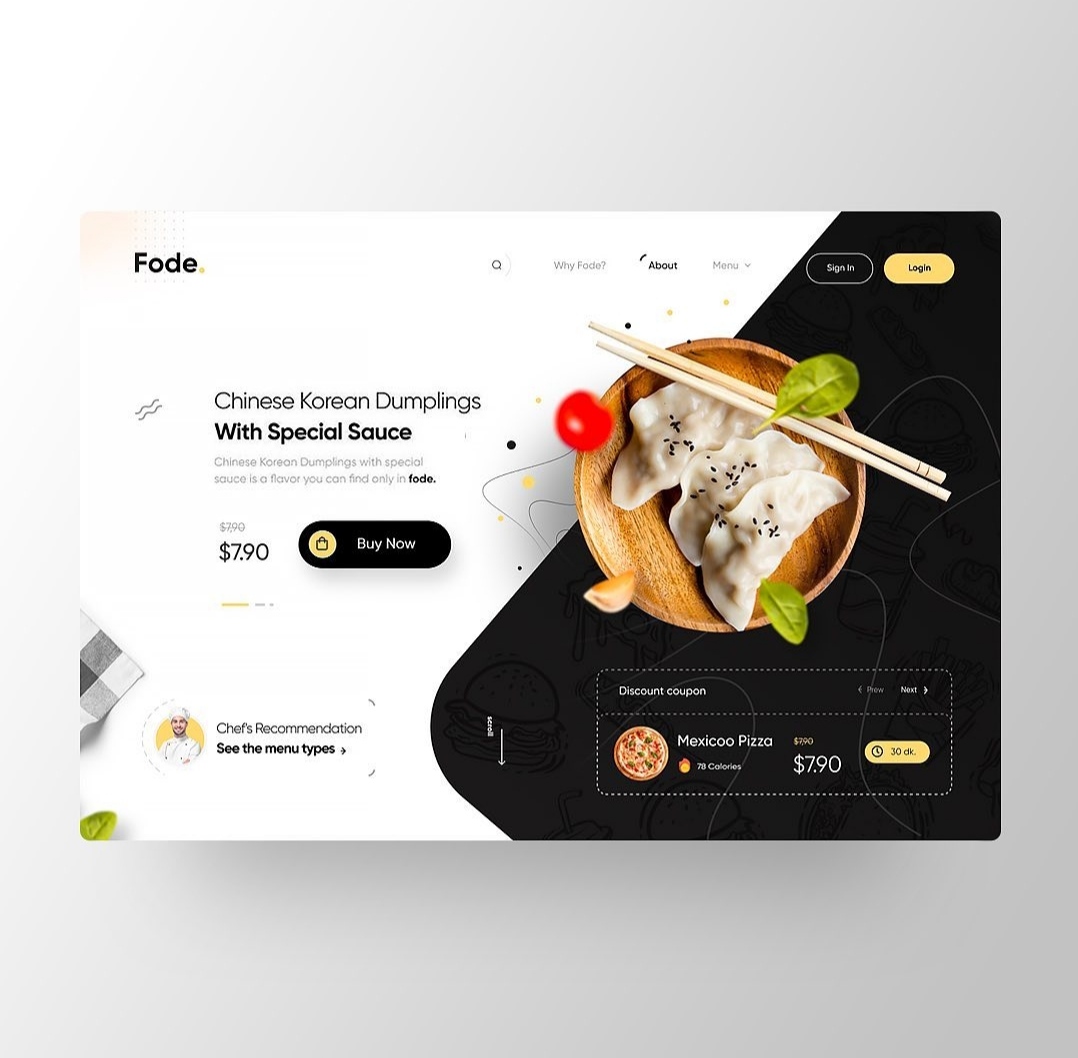 Fode.
Why Fode?
About
Menu
Sign In
Login
Chinese Korean Dumplings
With Special Sauce
Chinese Korean Dumplings with special
sauce is a flavor you can find only in fode.
$7.90
$7.90
Buy Now
Chef's Recommendation
See the menu types
scroll
Discount coupon
Prew
Next
Mexicoo Pizza
78 Calories
$7.90
$7.90
30 dk.